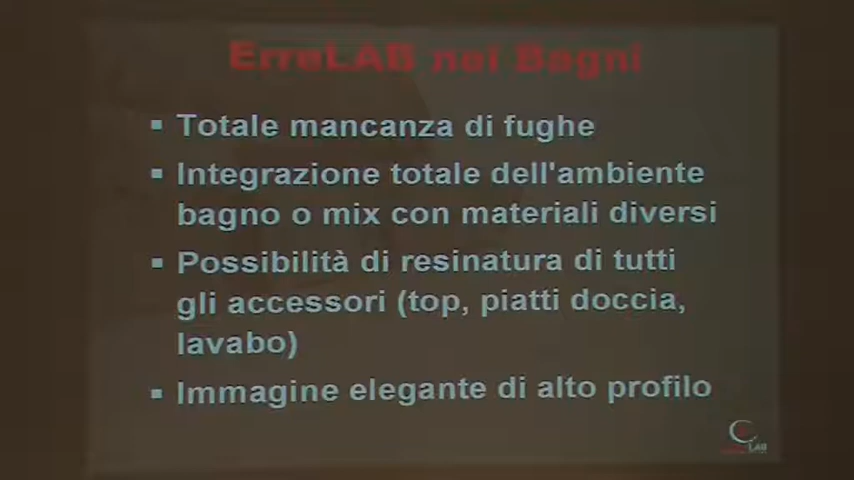 ErreLAB nei Bagni
▪ Totale mancanza di fughe
▪ Integrazione totale dell'ambiente
bagno o mix con materiali diversi
▪ Possibilità di resinatura di tutti
gli accessori (top, piatti doccia,
lavabo)
▪ Immagine elegante di alto profilo
LAB